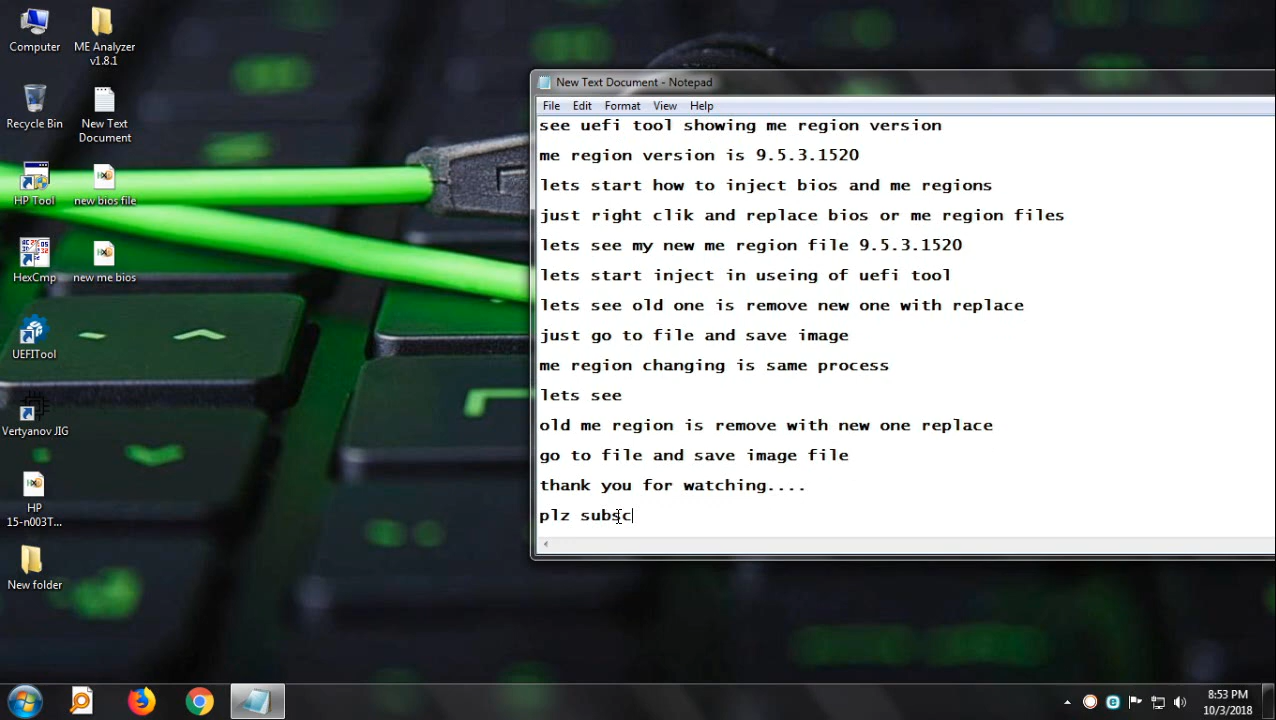 Computer
ME Analyzer
v1.8.1
Recycle Bin
New Text
Document
HP Tool
new bios file
HexCmp
new me bios
UEFITool
Vertyanov JIG
HP
15-n003T...
New folder
New Text Document - Notepad
File Edit Format View Help
see uefi tool showing me region version
me region version is 9.5.3.1520
lets start how to inject bios and me regions
just right clik and replace bios or me region files
lets see my new me region file 9.5.3.1520
lets start inject in useing of uefi tool
lets see old one is remove new one with replace
just go to file and save image
me region changing is same process
lets see
old me region is remove with new one replace
go to file and save image file
thank you for watching....
plz subsc
8:53 PM
10/3/2018